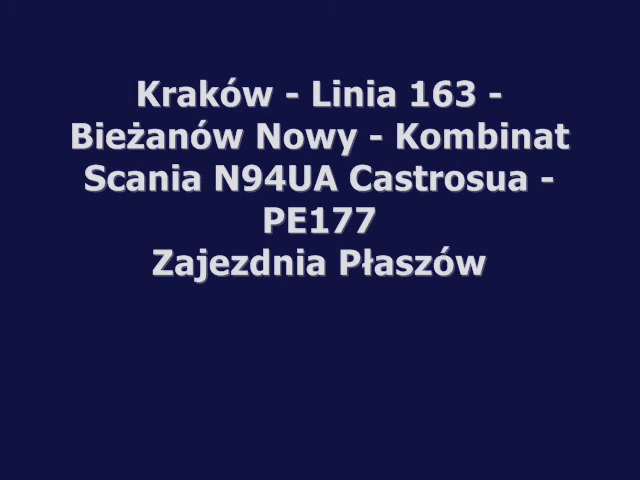 Kraków - Linia 163 -
Bieżanów Nowy - Kombinat
Scania N94UA Castrosua -
PE177
Zajezdnia Płaszów